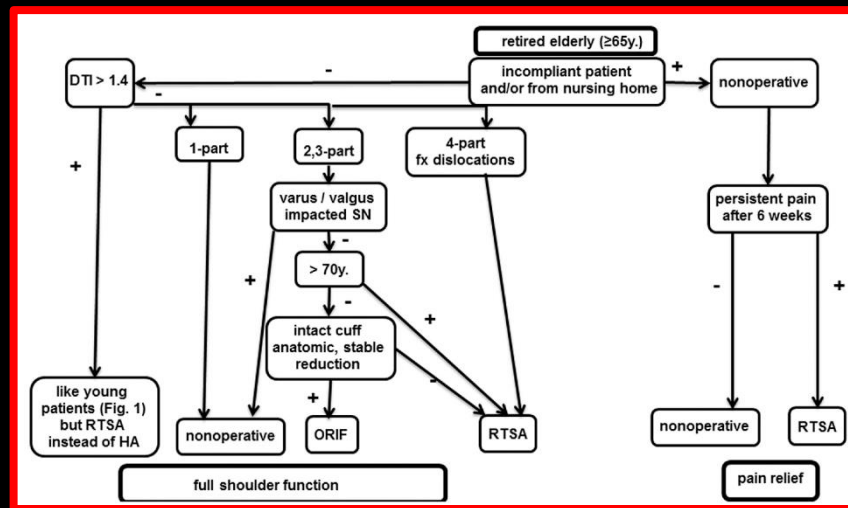 retired elderly (≥65y.)
DTI > 1.4
-
incompliant patient
and/or from nursing home
+
nonoperative
-
1-part
2,3-part
4-part
fx dislocations
+
varus / valgus
impacted SN
persistent pain
after 6 weeks
-
> 70y.
+
-
+
-
+
intact cuff
anatomic, stable
reduction
-
+
like young
patients (Fig. 1)
but RTSA
instead of HA
nonoperative
ORIF
RTSA
nonoperative
RTSA
full shoulder function
pain relief